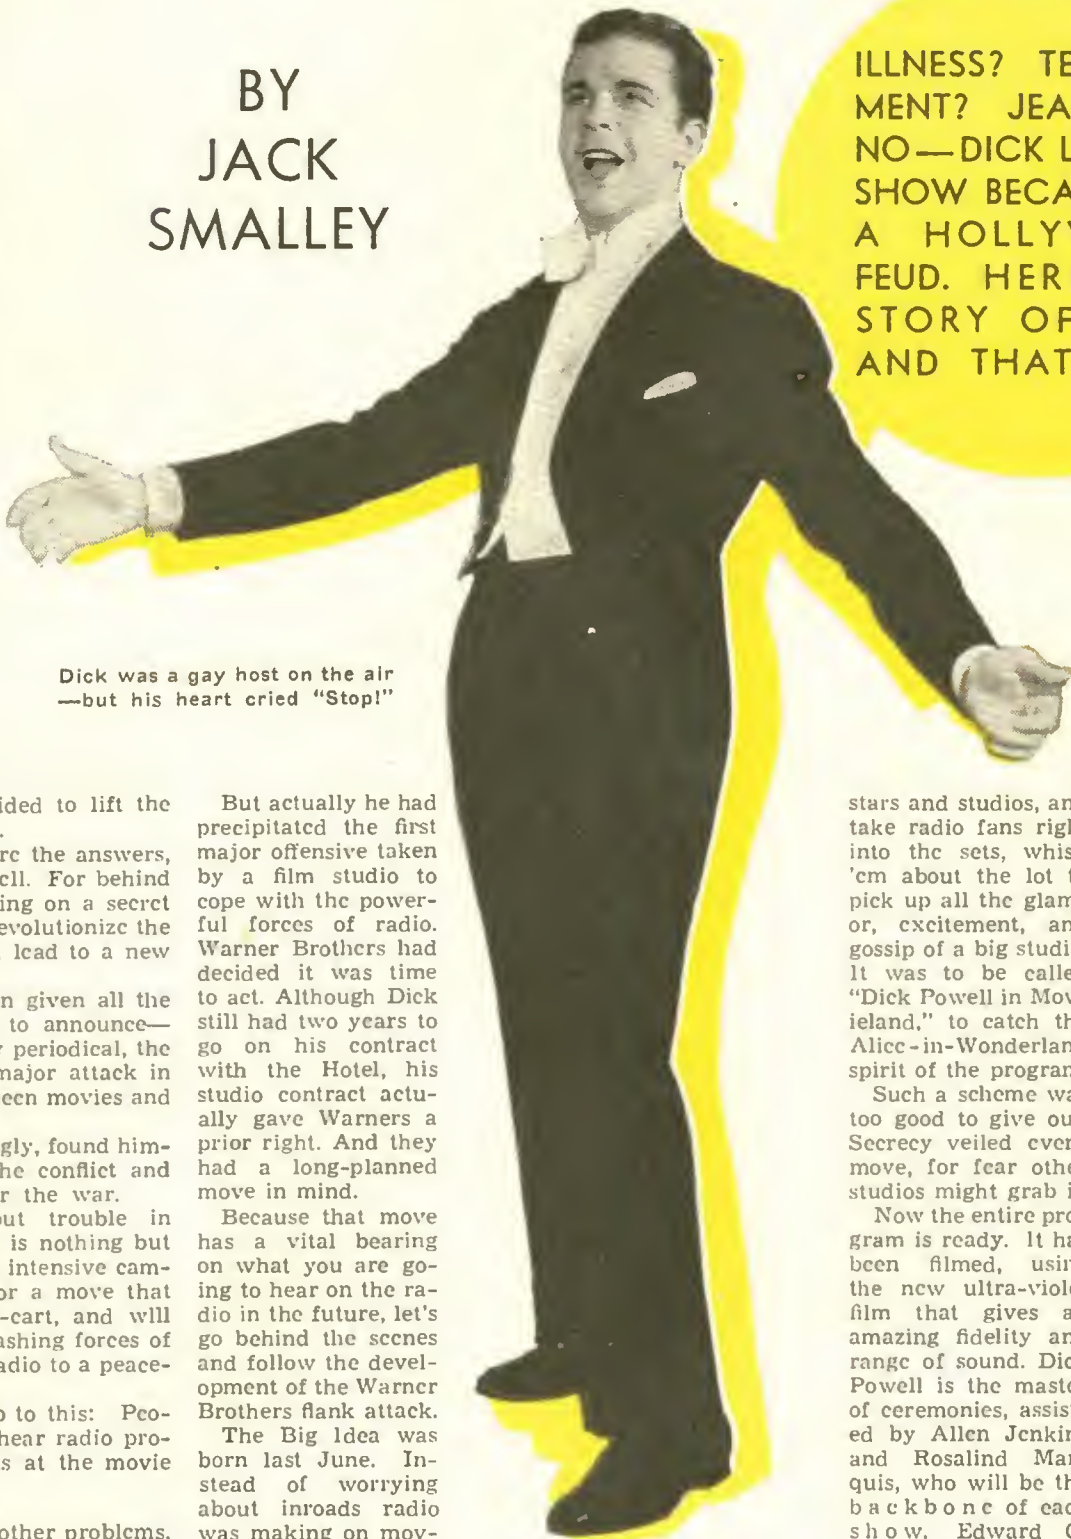 BY
JACK
SMALLEY
ILLNESS? TE
MENT? JEA
NO—DICK L
SHOW BECA
A HOLLY
FEUD. HER
STORY OF
AND THAT
Dick was a gay host on the air
—but his heart cried "Stop!"
ided to lift the
.
re the answers,
ell. For behind
ing on a secret
evolutionize the
lead to a new
n given all the
to announce—
periodical, the
major attack in
een movies and
gly, found him-
he conflict and
r the war.
out trouble in
is nothing but
intensive cam-
or a move that
-cart, and will
ashing forces of
adio to a peace-
o to this: Peo-
hear radio pro-
s at the movie
other problems.
But actually he had
precipitated the first
major offensive taken
by a film studio to
cope with the power-
ful forces of radio.
Warner Brothers had
decided it was time
to act. Although Dick
still had two years to
go on his contract
with the Hotel, his
studio contract actu-
ally gave Warners a
prior right. And they
had a long-planned
move in mind.
Because that move
has a vital bearing
on what you are go-
ing to hear on the ra-
dio in the future, let's
go behind the scenes
and follow the devel-
opment of the Warner
Brothers flank attack.
The Big Idea was
born last June. In-
stead of worrying
about inroads radio
was making on mov-
stars and studios, an
take radio fans righ
into the sets, whis
'em about the lot t
pick up all the glam
or, excitement, an
gossip of a big studi
It was to be calle
"Dick Powell in Mov
ieland," to catch th
Alice-in-Wonderlan
spirit of the program
Such a scheme wa
too good to give ou
Secrecy veiled ever
move, for fear othe
studios might grab i
Now the entire pro
gram is ready. It ha
been filmed, usin
the new ultra-viole
film that gives a
amazing fidelity an
range of sound. Dic
Powell is the maste
of ceremonies, assist
ed by Allen Jenkin
and Rosalind Mar
quis, who will be th
backbone of eac
show. Edward G